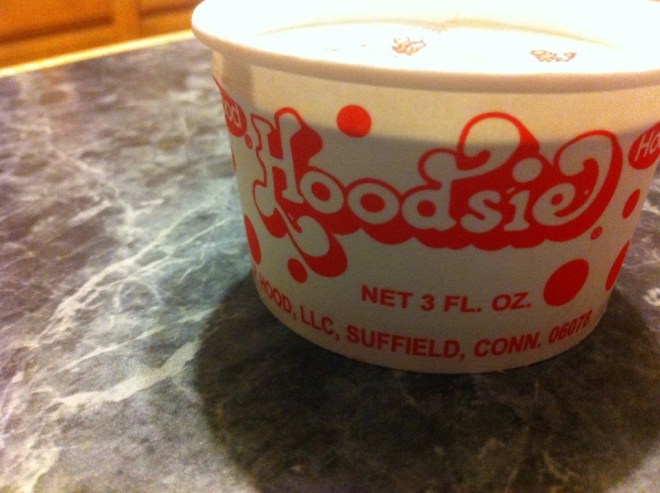 Hoodsie
NET 3 FL. OZ.
HOOD, LLC, SUFFIELD, CONN. 06078